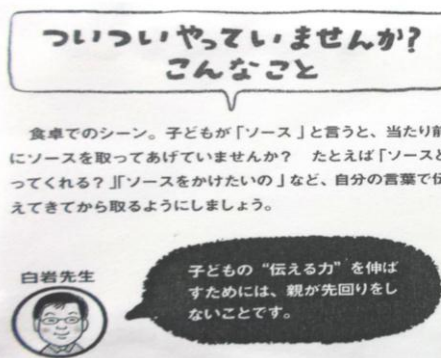 ついついやっていませんか?
こんなこと
食卓でのシーン。子どもが「ソース」と言うと、当たり前
にソースを取ってあげていませんか? たとえば「ソースと
ってくれる?」「ソースをかけたいの」など、自分の言葉で伝
えてきてから取るようにしましょう。
白岩先生
子どもの“伝える力”を伸ば
すためには、親が先回りをし
ないことです。